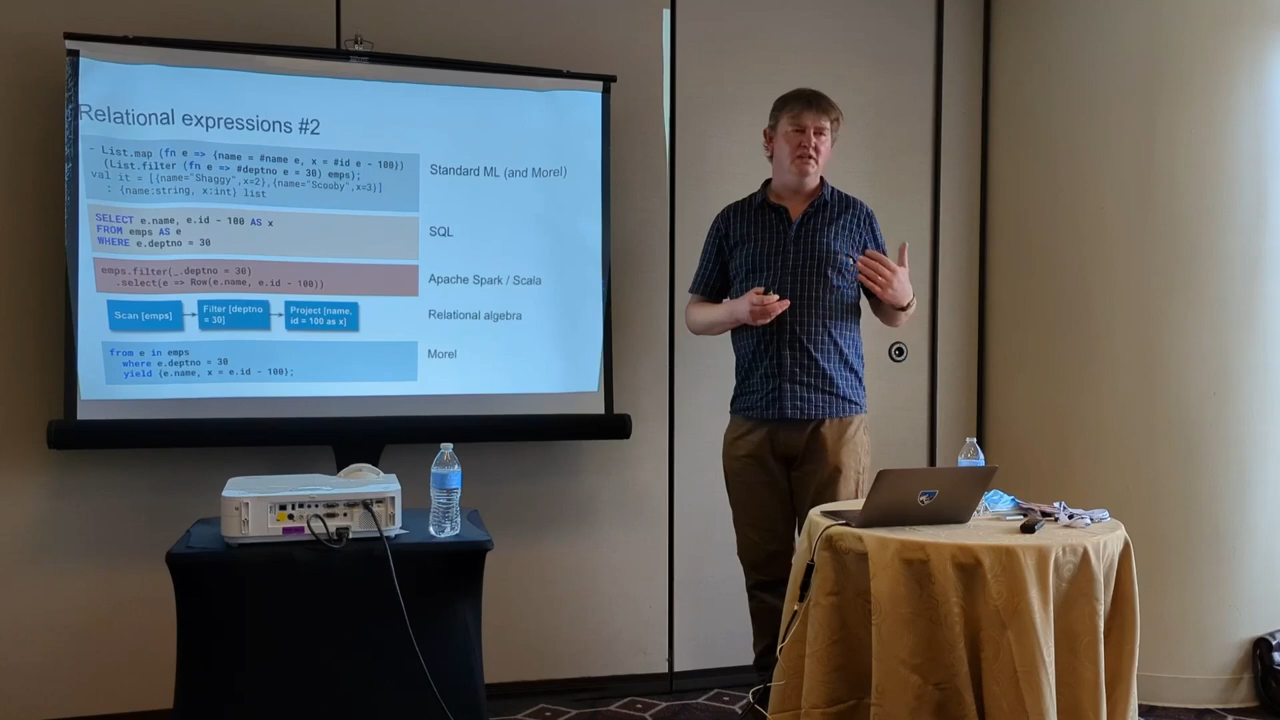 Relational expressions #2
- List.map (fn e => {name = #name e, x = #id e - 100})
(List.filter (fn e => #deptno e = 30) emps);
val it = [{name="Shaggy",x=2},{name="Scooby",x=3)]
: {name:string, x:int} list
Standard ML (and Morel)
SELECT e.name, e.id - 100 AS x
FROM emps AS e
WHERE e.deptno = 30
SQL
emps.filter(_.deptno = 30)
.select(e => Row(e.name, e.id - 100))
Apache Spark / Scala
Scan [emps]
Filter [deptno
= 30]
Project [name,
id = 100 as x]
Relational algebra
from e in emps
where e.deptno = 30
yield {e.name, x = e.id - 100};
Morel